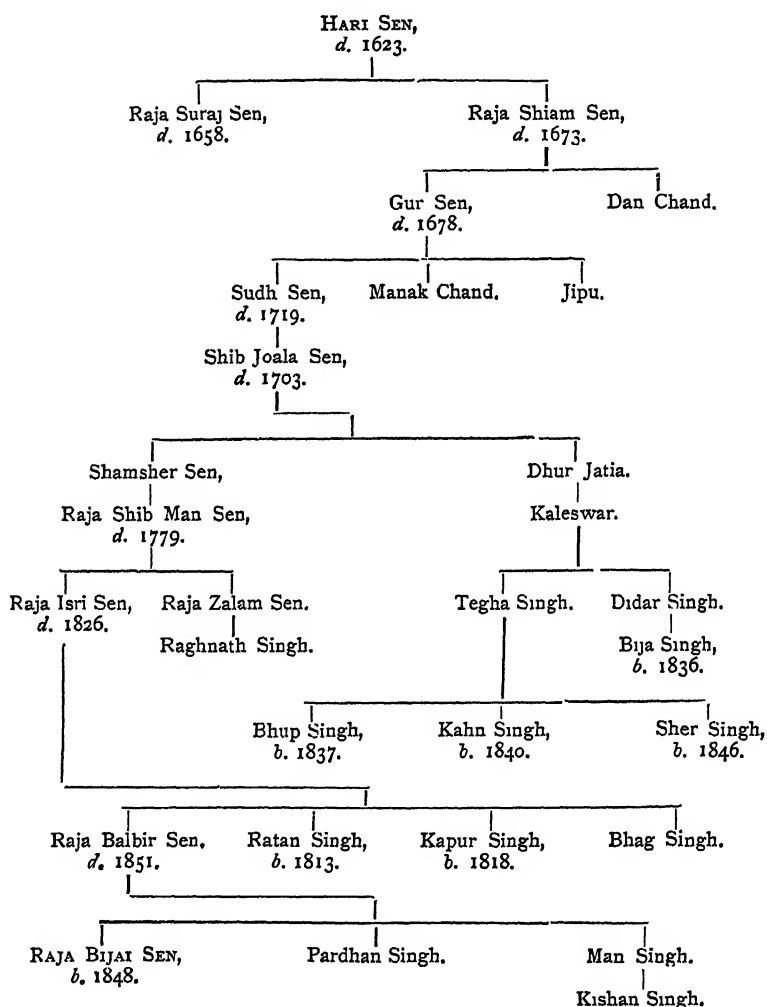 HARI SEN,
d. 1623.
Raja Suraj Sen, Raja Shiam Sen,
d. 1658. d. 1673.
Gur Sen, Dan Chand.
d. 1678.
Sudh Sen, Manak Chand. Jipu.
d. 1719.
Shib Joala Sen,
d. 1703.
Shamsher Sen, Dhur Jatia.
Raja Shib Man Sen, Kaleswar.
d. 1779.
Raja Isri Sen, Raja Zalam Sen. Tegha Singh. Didar Singh.
d. 1826.
Raghnath Singh. Bija Singh,
b. 1836.
Bhup Singh, Kahn Singh, Sher Singh,
b. 1837. b. 1840. b. 1846.
Raja Balbir Sen. Ratan Singh, Kapur Singh, Bhag Singh.
d. 1851. b. 1813. b. 1818.
RAJA BIJAI SEN, Pardhan Singh. Man Singh.
b. 1848.
Kishan Singh.